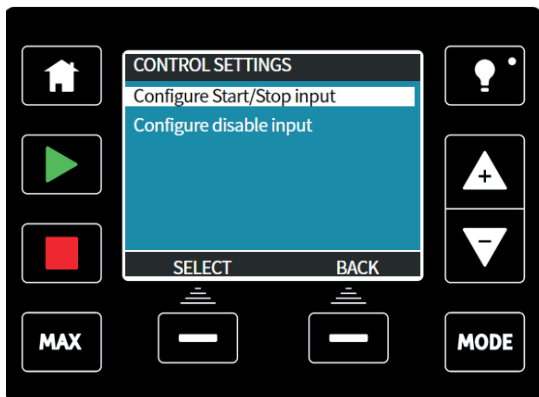 CONTROL SETTINGS
Configure Start/Stop input
Configure disable input
SELECT BACK
MAX
MODE